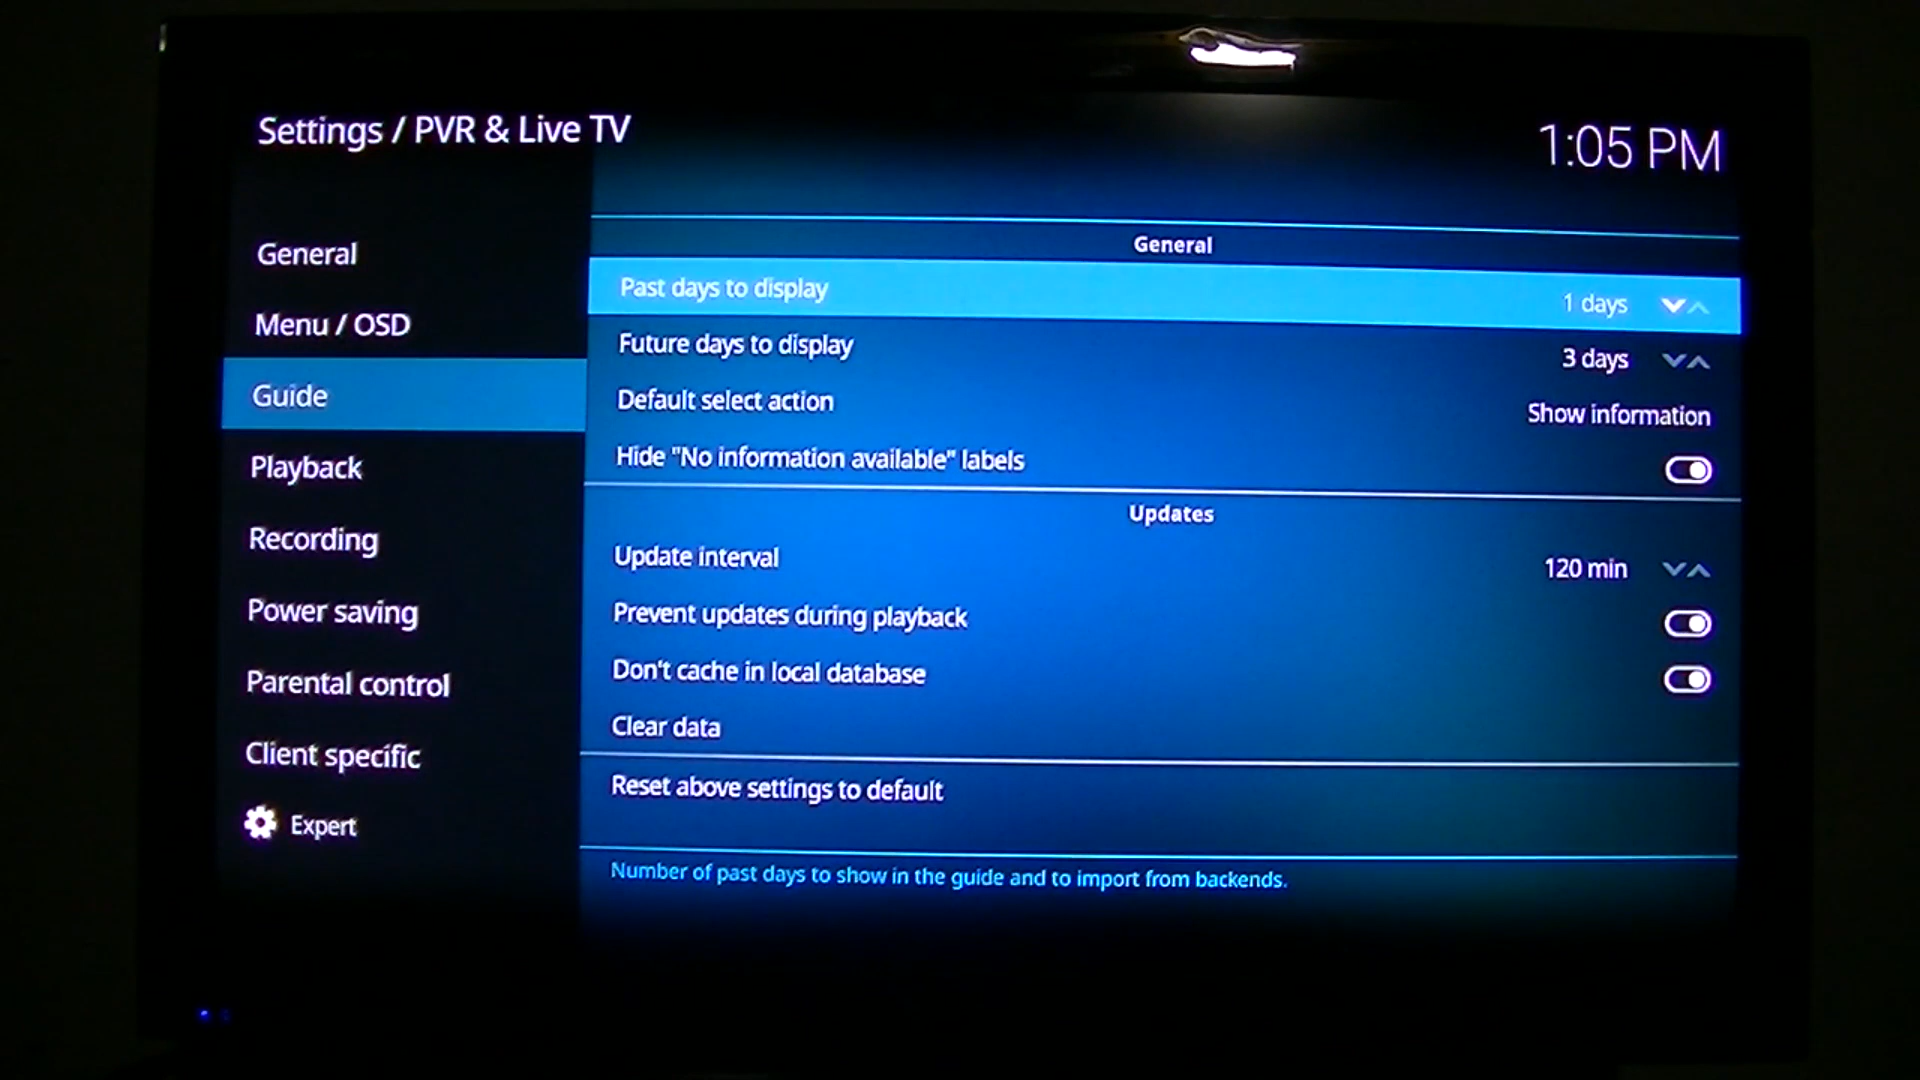 Settings / PVR & Live TV
1:05 PM
General
Menu / OSD
Guide
Playback
Recording
Power saving
Parental control
Client specific
Expert
General
Past days to display 1 days
Future days to display 3 days
Default select action Show information
Hide "No information available" labels
Updates
Update interval 120 min
Prevent updates during playback
Don't cache in local database
Clear data
Reset above settings to default
Number of past days to show in the guide and to import from backends.